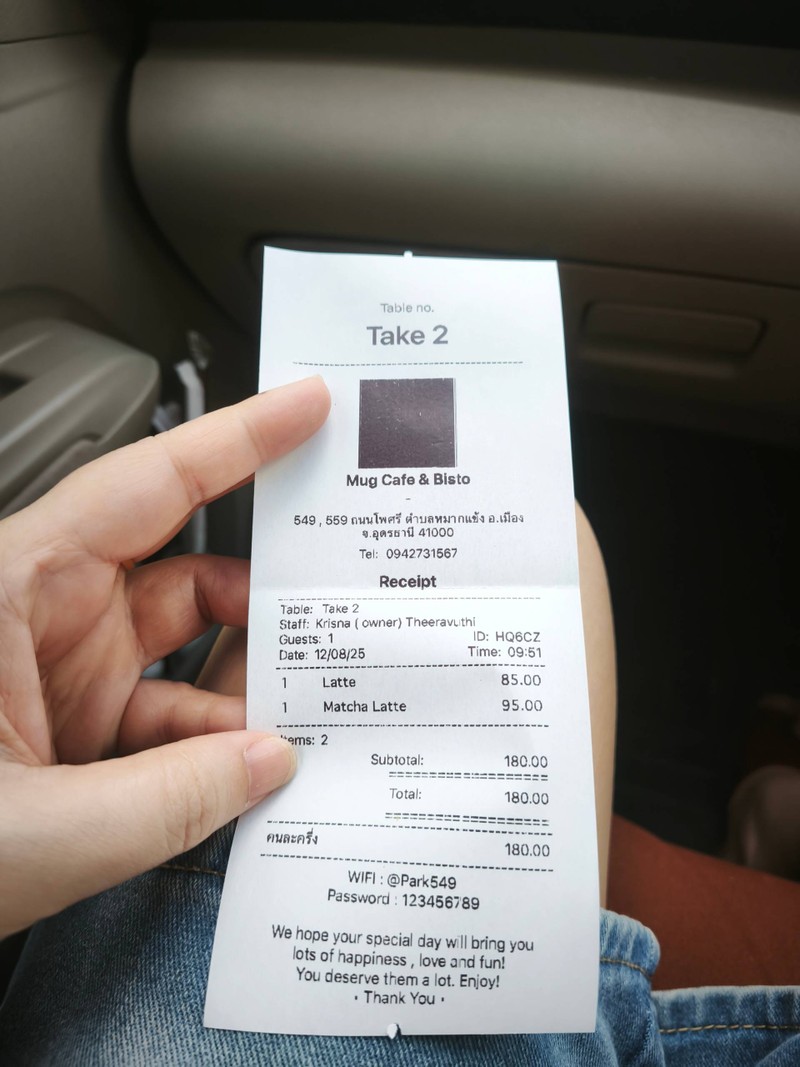 Table no.
Take 2
Mug Cafe & Bisto
-
549 , 559 ถนนโพศรี ตำบลหมากแข้ง อ.เมือง
จ.อุดรธานี 41000
Tel: 0942731567
Receipt
Table: Take 2
Staff: Krisna ( owner) Theeravuthi
Guests: 1 ID: HQ6CZ
Date: 12/08/25 Time: 09:51
1 Latte 85.00
1 Matcha Latte 95.00
Items: 2
Subtotal: 180.00
Total: 180.00
คนละครึ่ง 180.00
WIFI : @Park549
Password : 123456789
We hope your special day will bring you
lots of happiness , love and fun!
You deserve them a lot. Enjoy!
• Thank You •